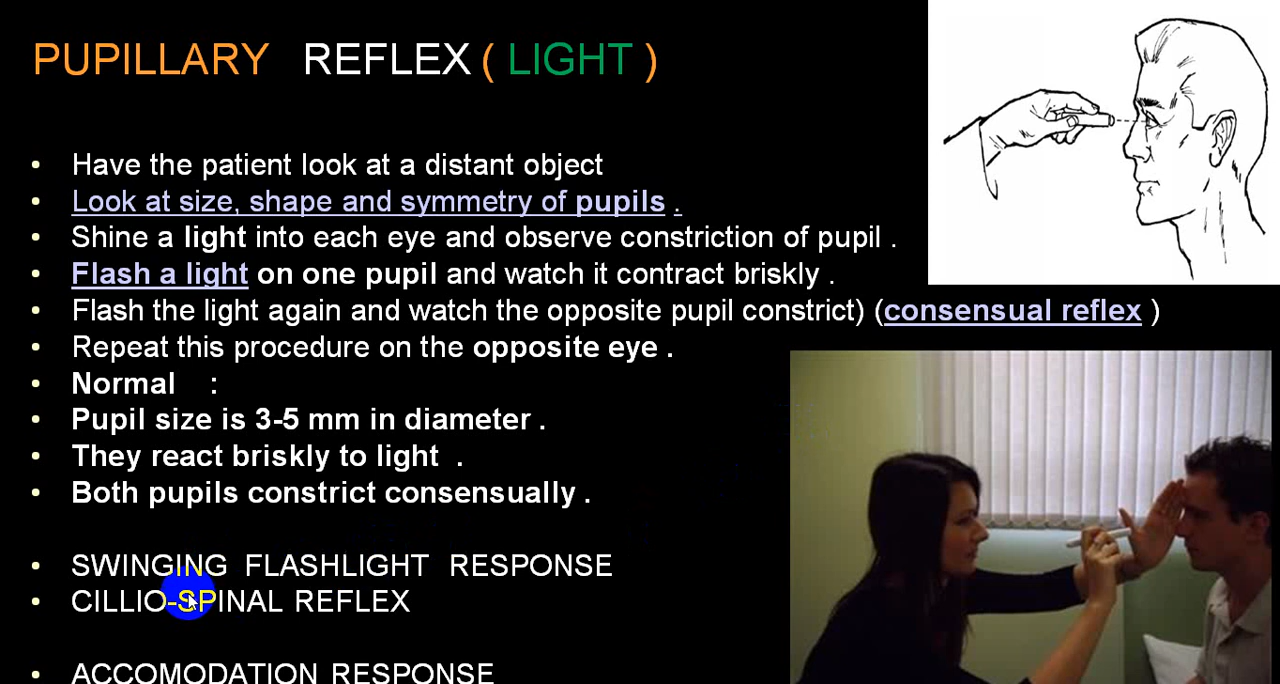 PUPILLARY REFLEX ( LIGHT )
• Have the patient look at a distant object
• Look at size, shape and symmetry of pupils .
• Shine a light into each eye and observe constriction of pupil .
• Flash a light on one pupil and watch it contract briskly .
• Flash the light again and watch the opposite pupil constrict) (consensual reflex )
• Repeat this procedure on the opposite eye .
• Normal :
• Pupil size is 3-5 mm in diameter .
• They react briskly to light .
• Both pupils constrict consensually .
• SWINGING FLASHLIGHT RESPONSE
• CILLIO-SPINAL REFLEX
• ACCOMODATION RESPONSE